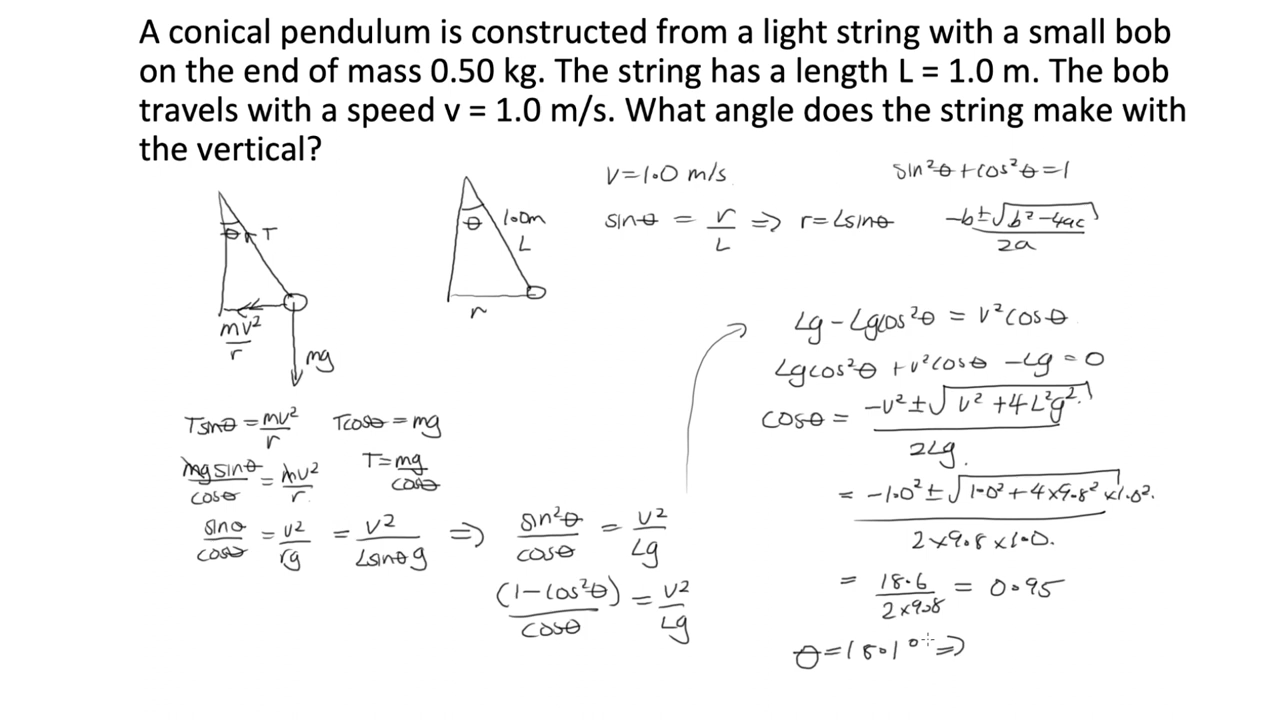 A conical pendulum is constructed from a light string with a small bob
on the end of mass 0.50 kg. The string has a length L = 1.0 m. The bob
travels with a speed v = 1.0 m/s. What angle does the string make with
the vertical?
θ T
mv²/r
mg
θ 1.0m
L
r
v=1.0 m/s
sinθ = r/L ⇒ r=Lsinθ
sin²θ+cos²θ=1
-b±√(b²-4ac)/2a
Tsinθ = mv²/r Tcosθ=mg
mgsinθ/cosθ = mv²/r T=mg/cosθ
sinθ/cosθ = v²/rg = v²/Lsinθg ⇒ sin²θ/cosθ = v²/Lg
(1-cos²θ)/cosθ = v²/Lg
Lg-Lgcos²θ = v²cosθ
Lgcos²θ +v²cosθ -Lg=0
cosθ = -v²±√(v²+4L²g²)/2Lg.
= -1.0²±√(1.0²+4×9.8²×1.0².)/2×9.8×1.0.
= 18.6/2×9.8 = 0.95
θ=18.1° ⇒